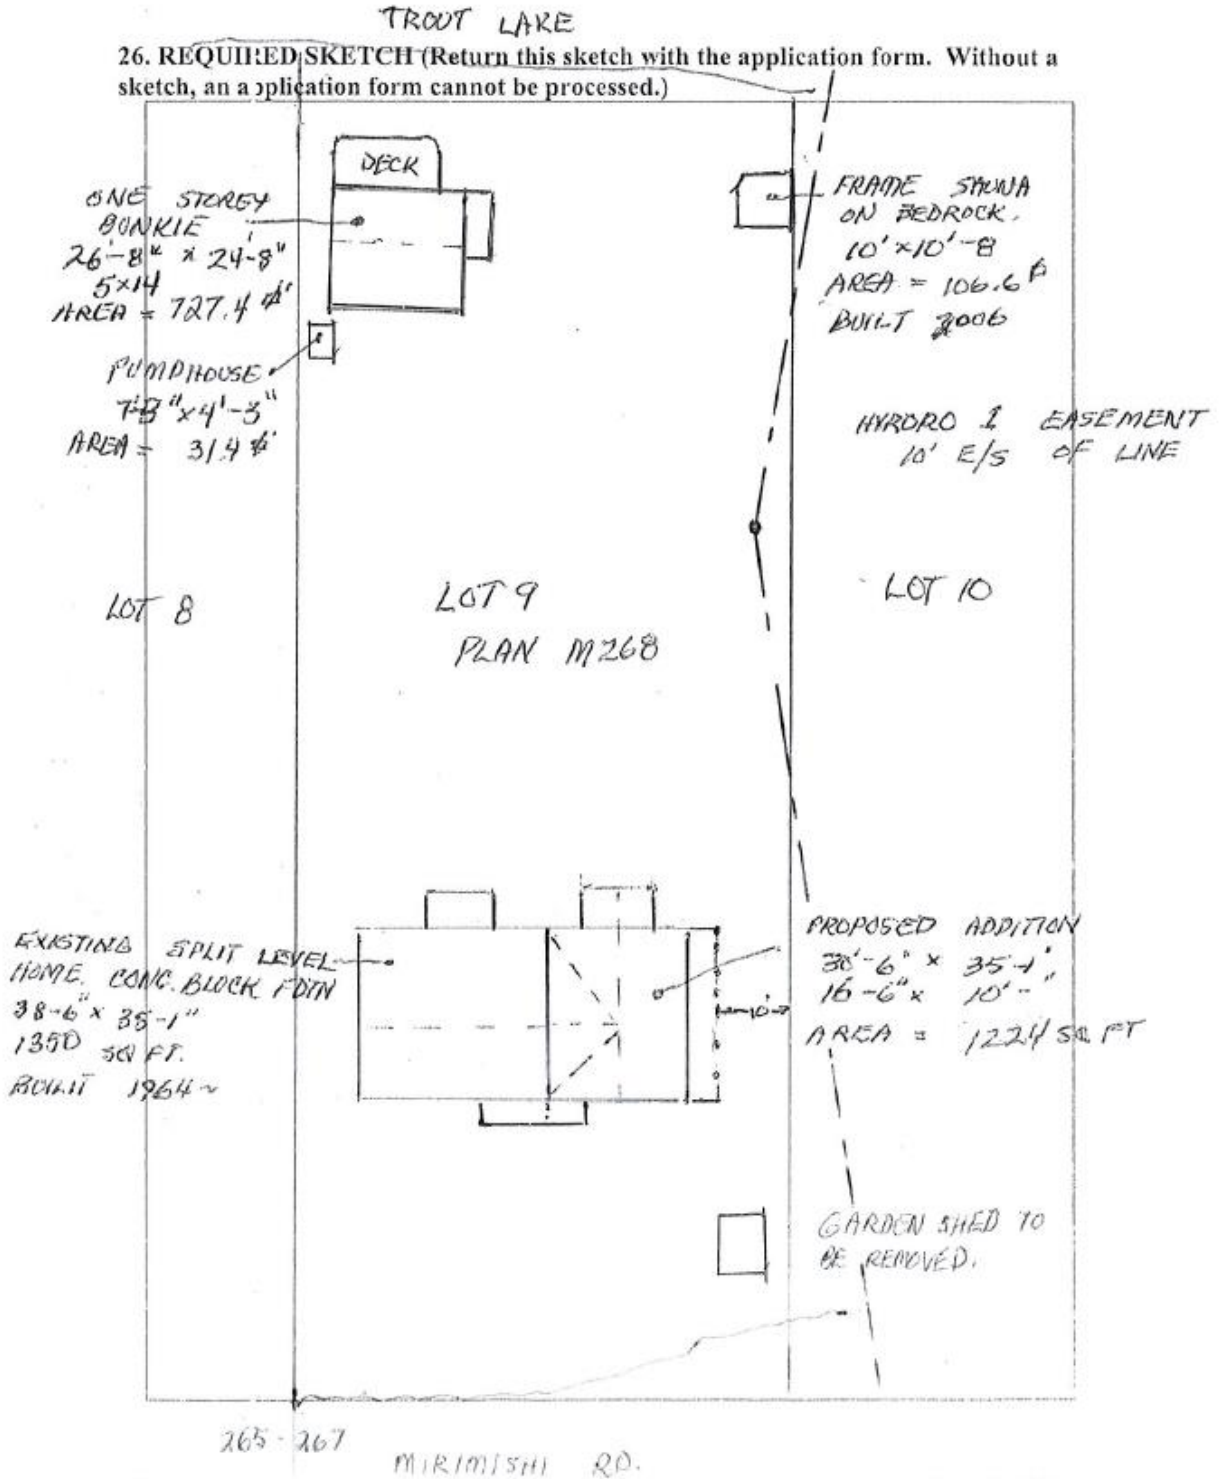 TROUT LAKE
26. REQUIRED SKETCH (Return this sketch with the application form. Without a
sketch, an application form cannot be processed.)
DECK
ONE STOREY
BUNKIE
26'-8" x 24'-8"
5x14
AREA = 727.4
FRAME SAUNA
ON BEDROCK.
10'x10'-8
AREA = 106.6
BUILT 2006
PUMPHOUSE
x4'-3"
AREA = 31.4
HYRDRO 1 EASEMENT
10' E/S OF LINE
LOT 8
LOT 9
PLAN M268
LOT 10
EXISTING SPLIT LEVEL
HOME. CONC. BLOCK FDTN
38-6" x 35-1"
1350 SQ FT.
BUILT 1964~
PROPOSED ADDITION
30'-6" x 35'-1"
16-6" x 10'-"
AREA = 1224 SQ FT
10'
GARDEN SHED TO
BE REMOVED.
265-267
MIRIMISHI RD.